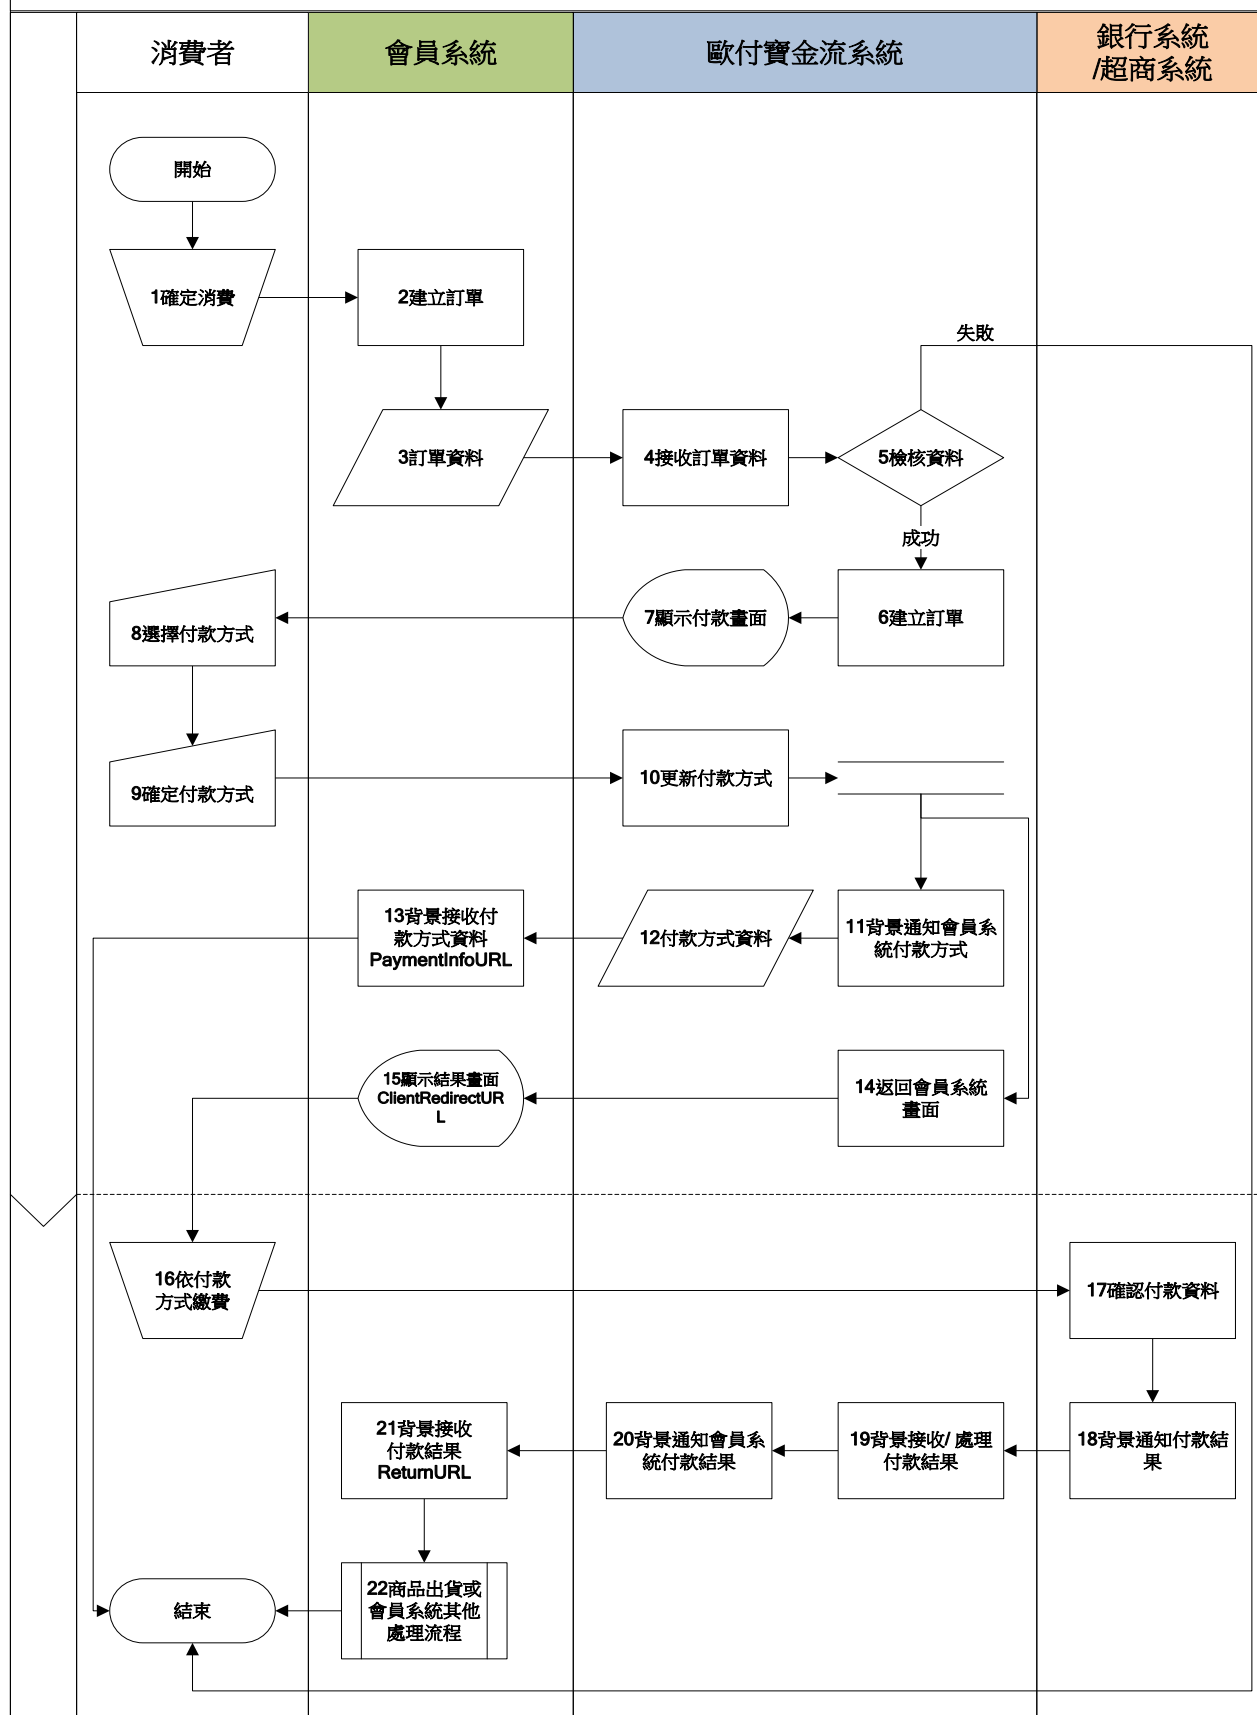 消費者
會員系統
歐付寶金流系統
銀行系統
/超商系統
開始
1確定消費
2建立訂單
失敗
3訂單資料
4接收訂單資料
5檢核資料
成功
8選擇付款方式
7顯示付款畫面
6建立訂單
9確定付款方式
10更新付款方式
13背景接收付
款方式資料
PaymentInfoURL
12付款方式資料
11背景通知會員系
統付款方式
15顯示結果畫面
ClientRedirectUR
L
14返回會員系統
畫面
16依付款
方式繳費
17確認付款資料
21背景接收
付款結果
ReturnURL
20背景通知會員系
統付款結果
19背景接收/ 處理
付款結果
18背景通知付款結
果
結束
22商品出貨或
會員系統其他
處理流程